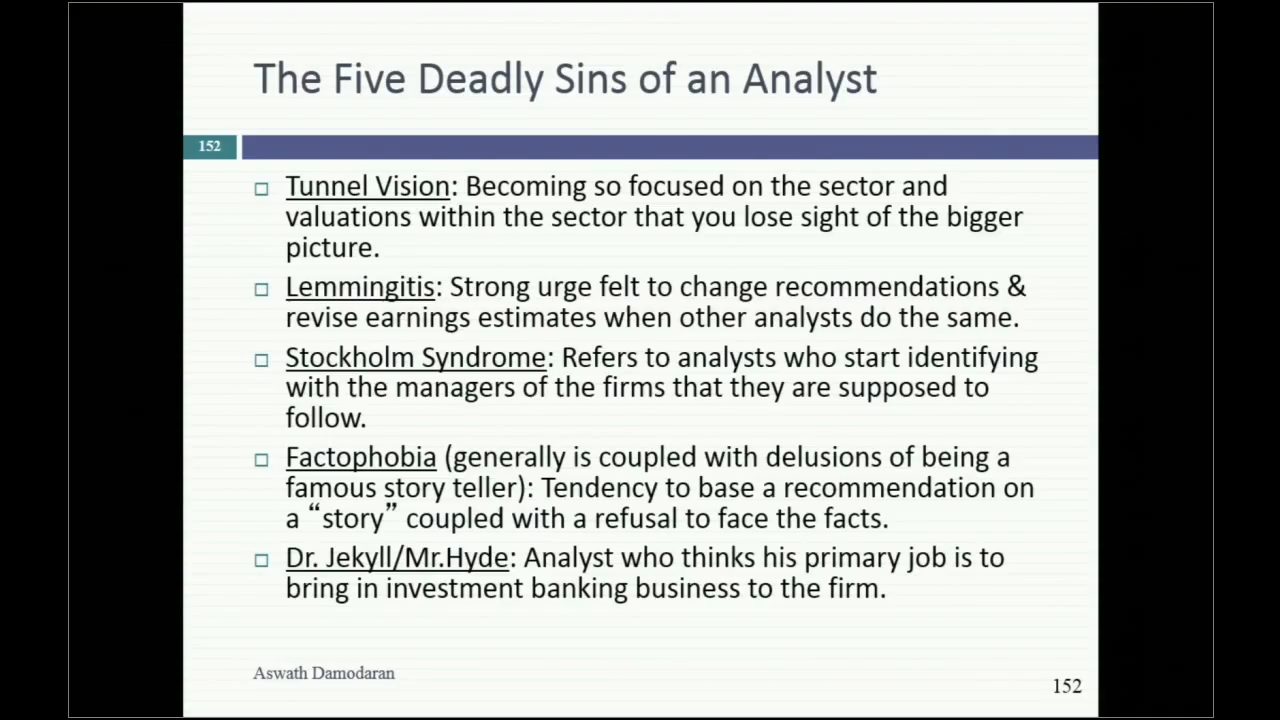 The Five Deadly Sins of an Analyst
152
□ Tunnel Vision: Becoming so focused on the sector and
valuations within the sector that you lose sight of the bigger
picture.
□ Lemmingitis: Strong urge felt to change recommendations &
revise earnings estimates when other analysts do the same.
□ Stockholm Syndrome: Refers to analysts who start identifying
with the managers of the firms that they are supposed to
follow.
□ Factophobia (generally is coupled with delusions of being a
famous story teller): Tendency to base a recommendation on
a “story” coupled with a refusal to face the facts.
□ Dr. Jekyll/Mr.Hyde: Analyst who thinks his primary job is to
bring in investment banking business to the firm.
Aswath Damodaran
152